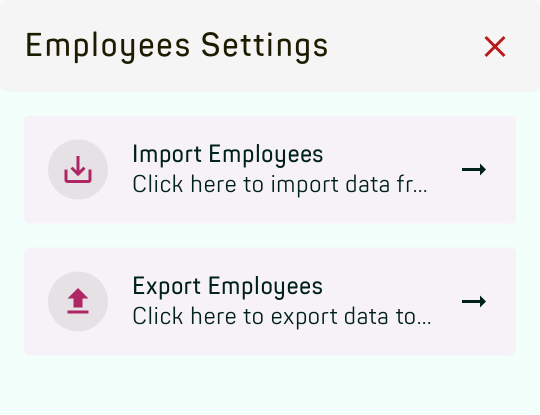 Employees Settings
Import Employees
Click here to import data fr...
Export Employees
Click here to export data to...